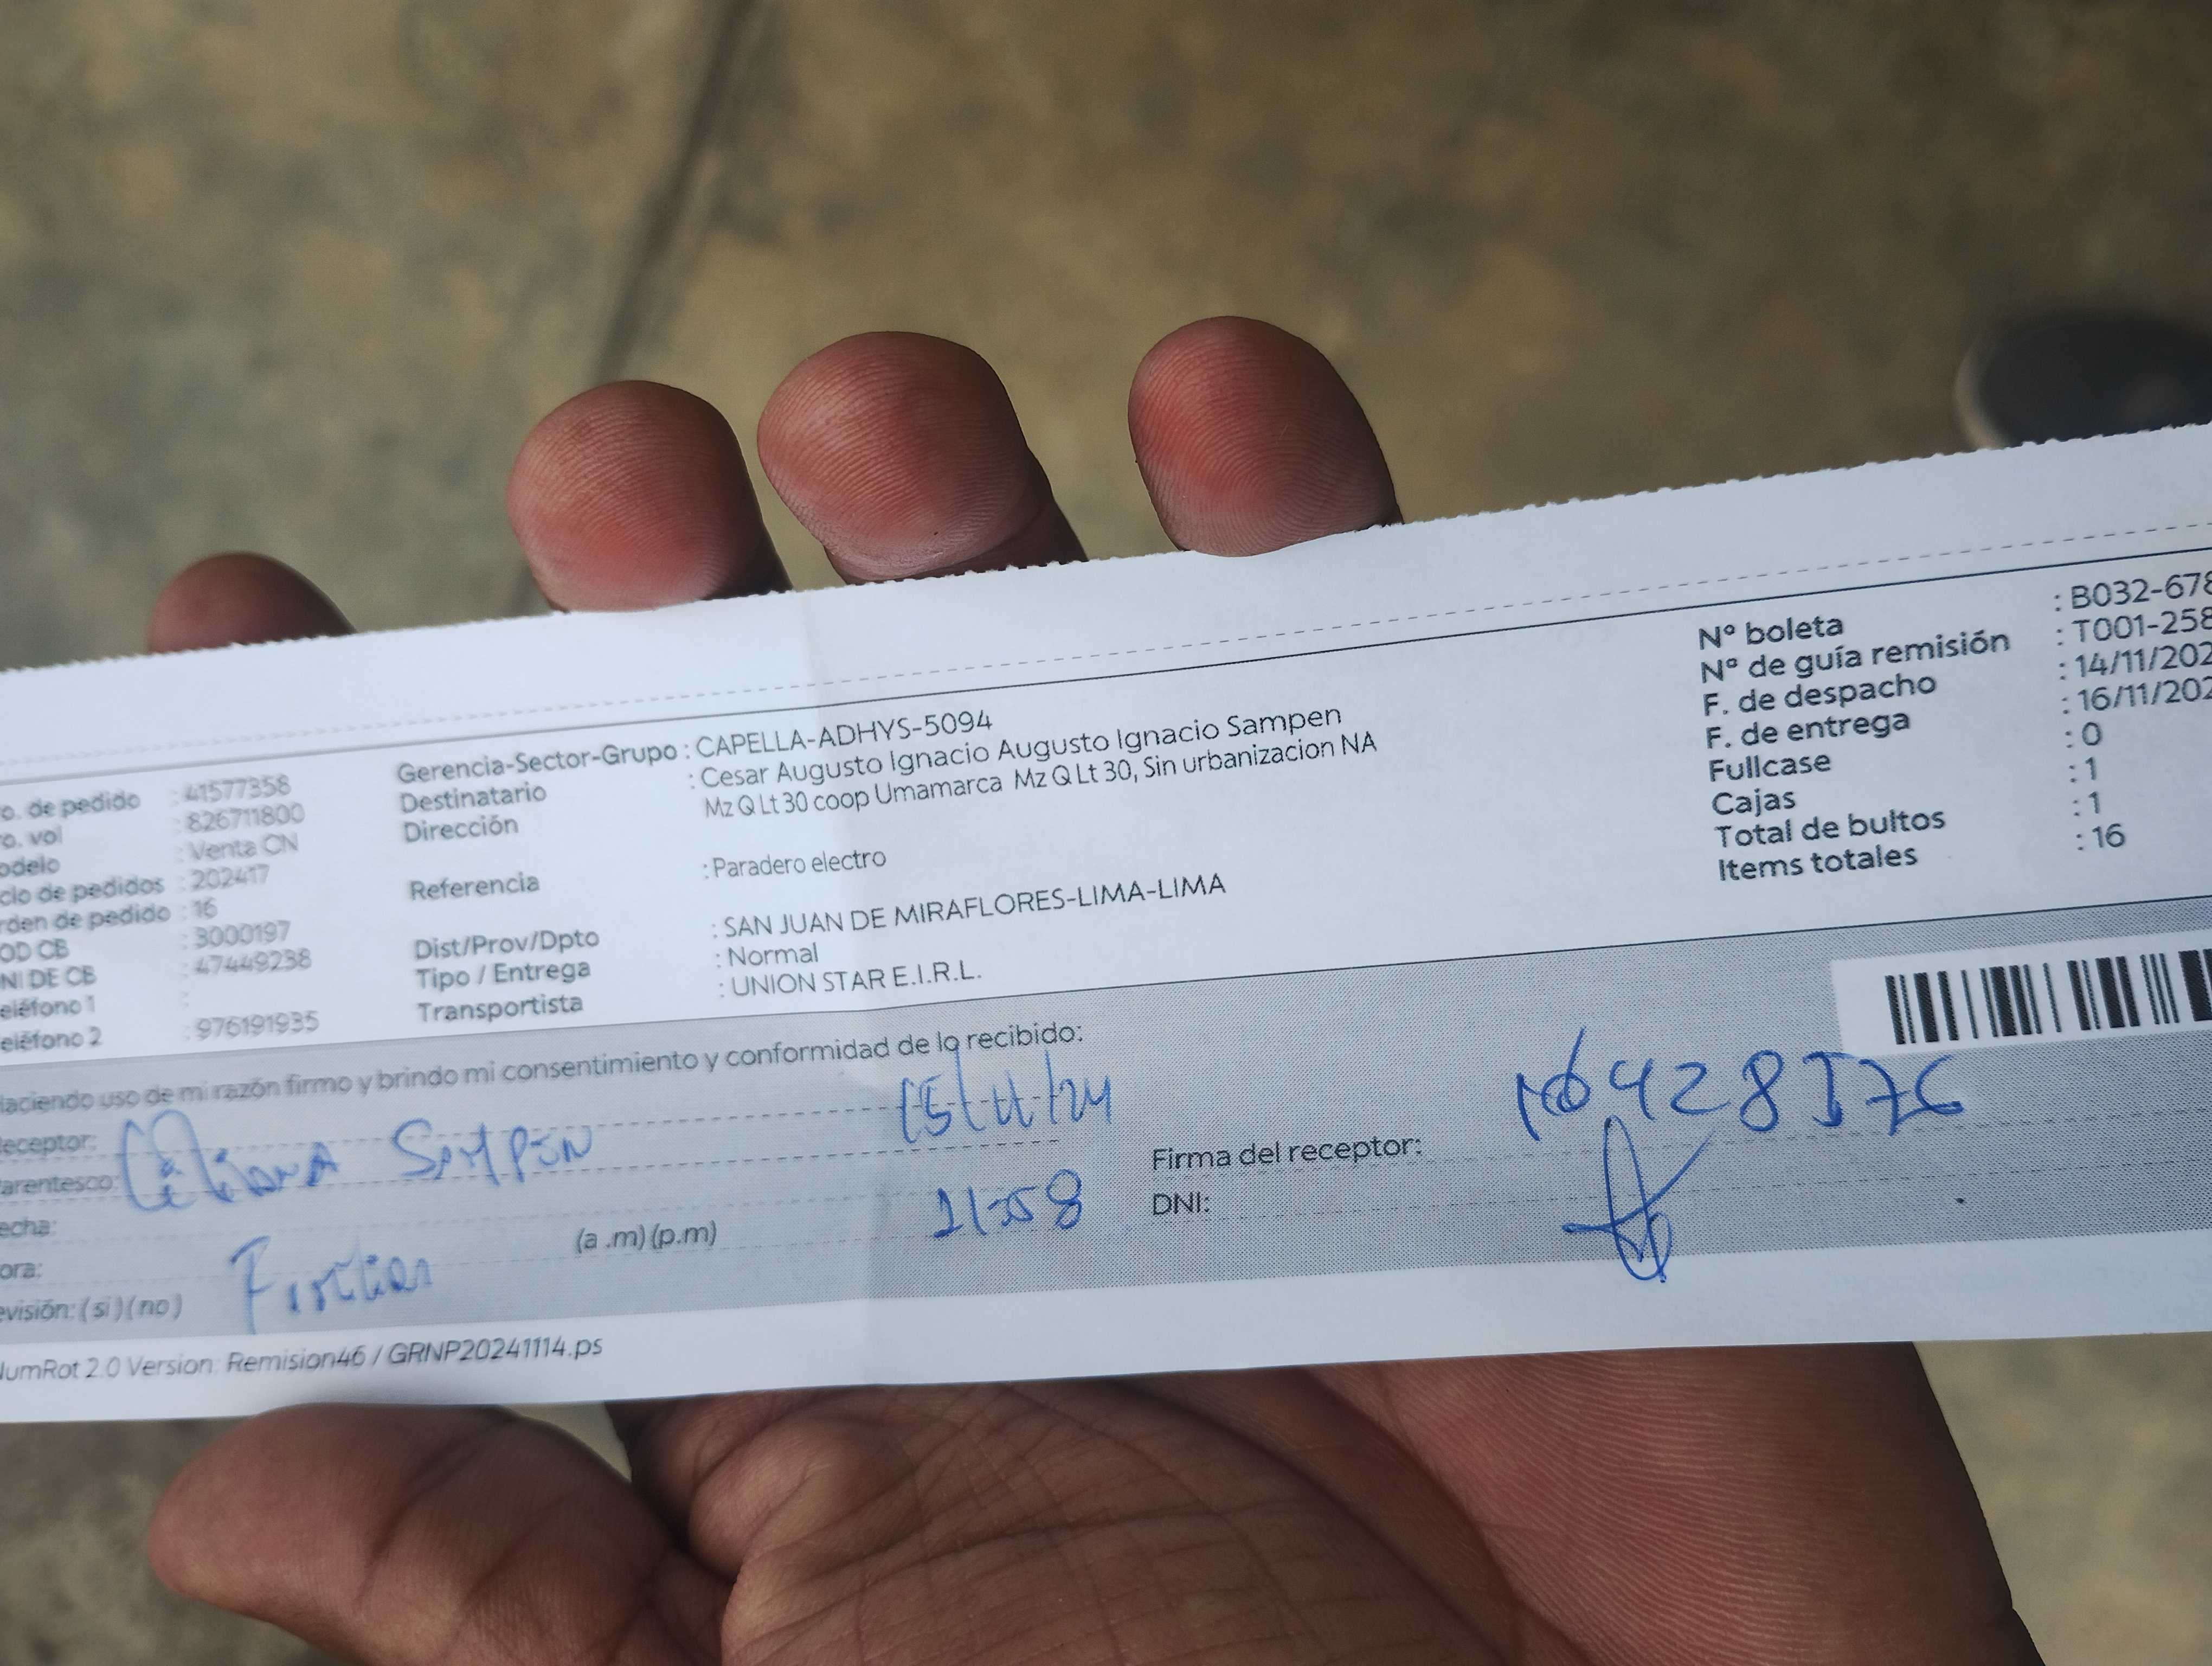 o. de pedido : 41577358
o. vol : 826711800
odelo : Venta CN
clo de pedidos : 202417
rden de pedido : 16
OD CB : 3000197
NI DE CB : 47449238
eléfono 1 :
eléfono 2 : 976191935
Gerencia-Sector-Grupo : CAPELLA-ADHYS-5094
Destinatario : Cesar Augusto Ignacio Augusto Ignacio Sampen
Dirección Mz Q Lt 30 coop Umamarca Mz Q Lt 30, Sin urbanizacion NA
Referencia : Paradero electro
Dist/Prov/Dpto : SAN JUAN DE MIRAFLORES-LIMA-LIMA
Tipo / Entrega : Normal
Transportista : UNION STAR E.I.R.L.
Nº boleta : B032-678
Nº de guía remisión : T001-258
F. de despacho : 14/11/202
F. de entrega : 16/11/202
Fullcase : 0
Cajas : 1
Total de bultos : 1
Items totales : 16
Haciendo uso de mi razón firmo y brindo mi consentimiento y conformidad de lo recibido:
eceptor: 15/11/24
arentesco:
echa:
ora: (a .m) (p.m)
evisión: ( si ) ( no )
Firma del receptor:
DNI:
NumRot 2.0 Version: Remision46 / GRNP20241114.ps